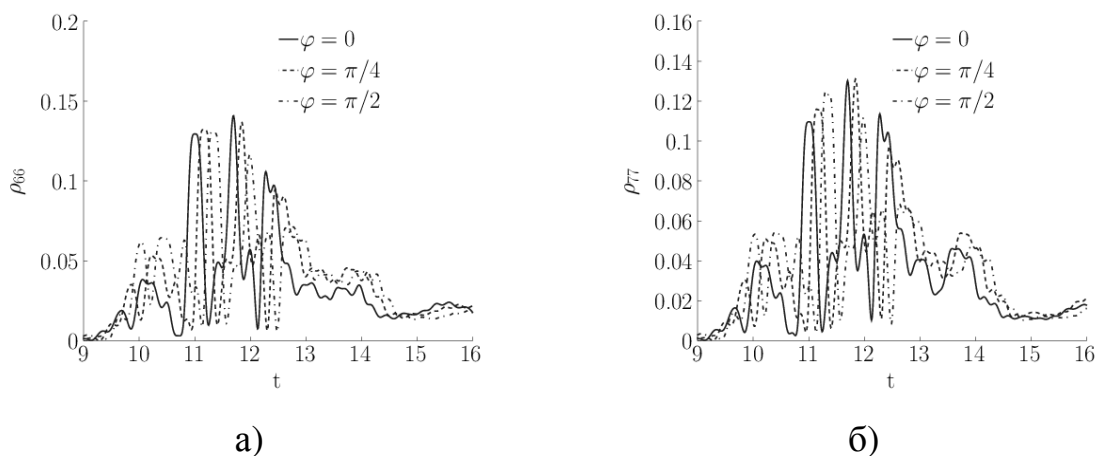 0.2
0.15
0.1
0.05
0
ρ66
9 10 11 12 13 14 15 16
t
φ = 0
φ = π/4
φ = π/2
а)
0.16
0.14
0.12
0.1
0.08
0.06
0.04
0.02
0
ρ77
9 10 11 12 13 14 15 16
t
φ = 0
φ = π/4
φ = π/2
б)